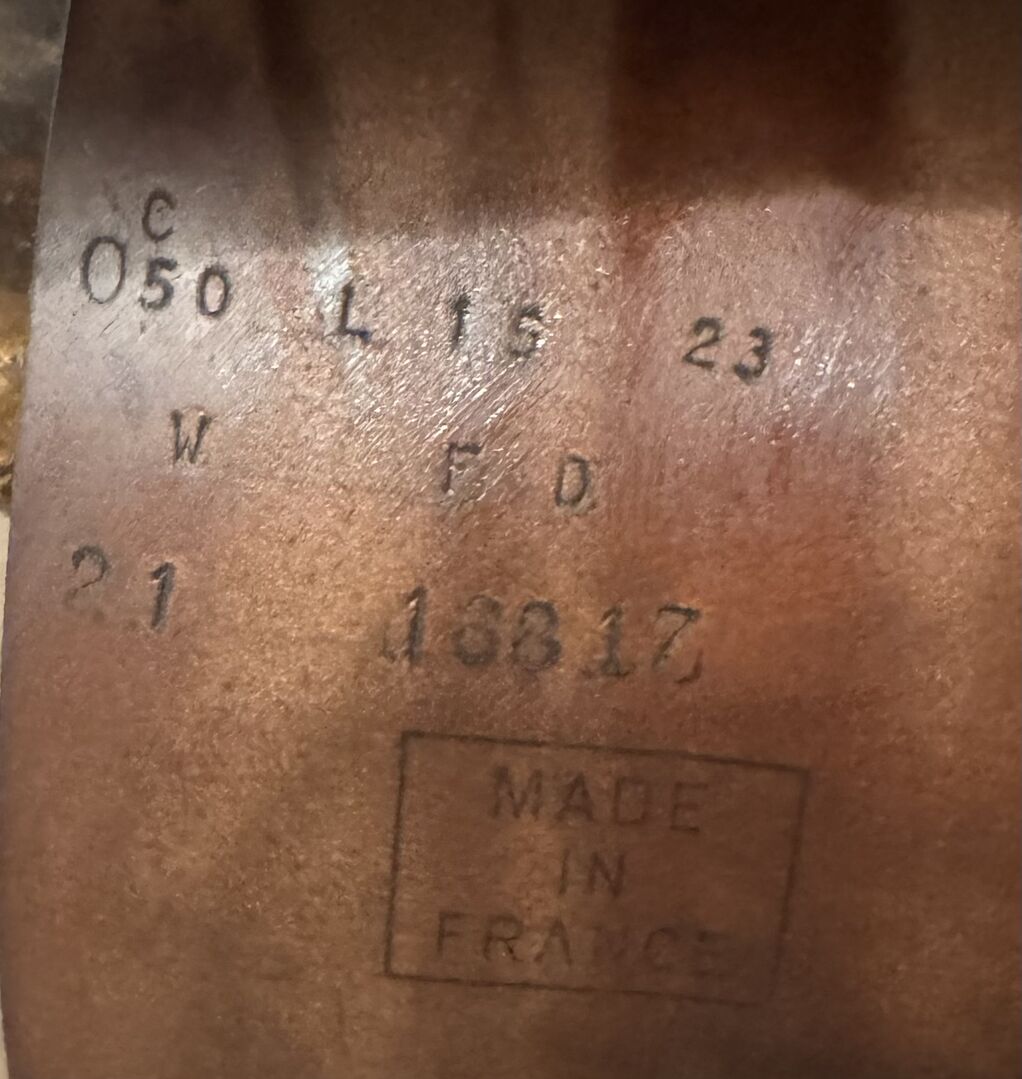 C
O50 L 15 23
W F D
21 16817
MADE
IN
FRANCE